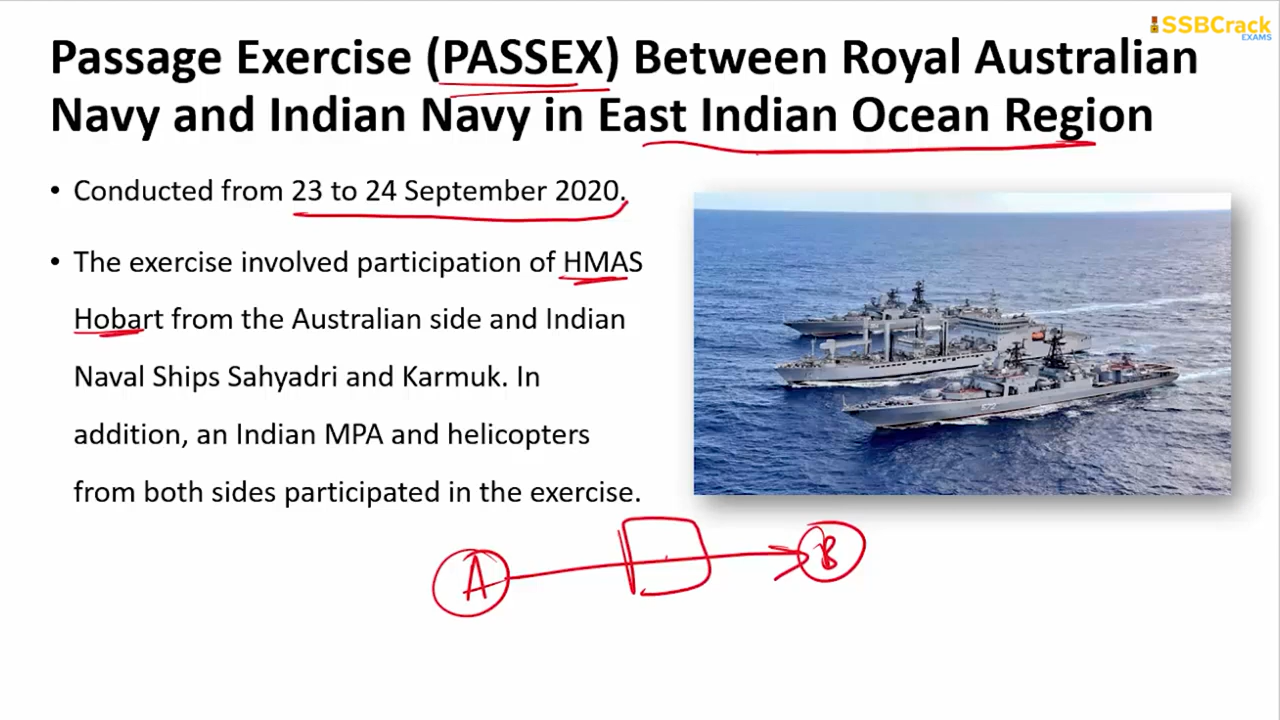 SSBCrack
EXAMS
Passage Exercise (PASSEX) Between Royal Australian
Navy and Indian Navy in East Indian Ocean Region
• Conducted from 23 to 24 September 2020.
• The exercise involved participation of HMAS
Hobart from the Australian side and Indian
Naval Ships Sahyadri and Karmuk. In
addition, an Indian MPA and helicopters
from both sides participated in the exercise.
A B